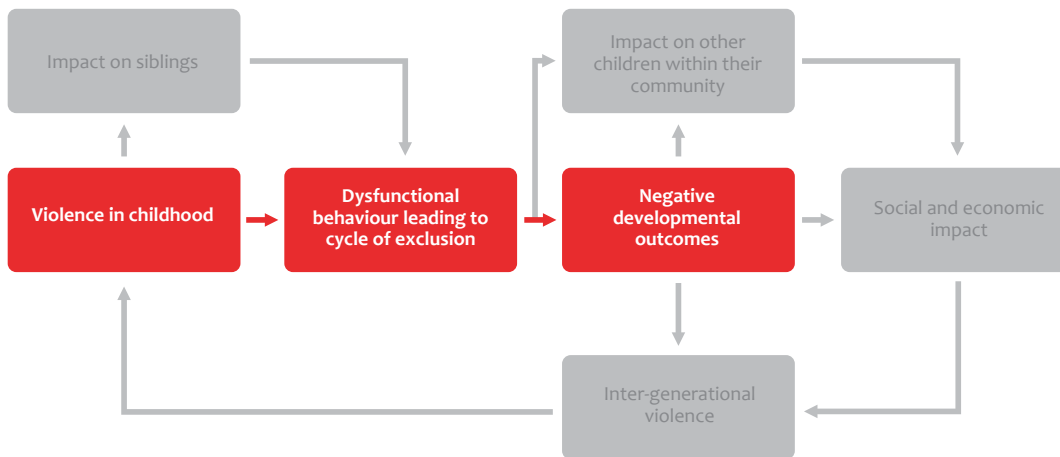 Impact on siblings
Impact on other
children within their
community
Violence in childhood
Dysfunctional
behaviour leading to
cycle of exclusion
Negative
developmental
outcomes
Social and economic
impact
Inter-generational
violence